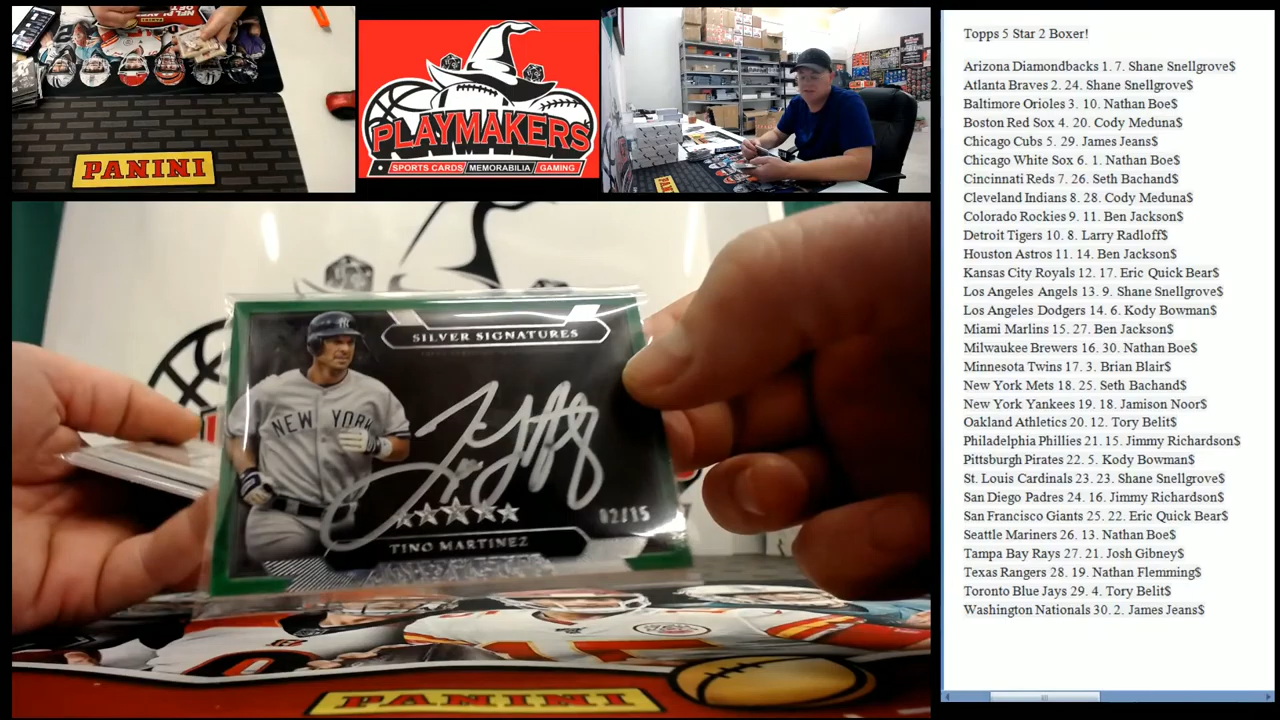 PANINI
PLAYMAKERS
SPORTS CARDS MEMORABILIA GAMING
SILVER SIGNATURES
NEW YORK
02/15
TINO MARTINEZ
PANINI
Topps 5 Star 2 Boxer!
Arizona Diamondbacks 1. 7. Shane Snellgrove$
Atlanta Braves 2. 24. Shane Snellgrove$
Baltimore Orioles 3. 10. Nathan Boe$
Boston Red Sox 4. 20. Cody Meduna$
Chicago Cubs 5. 29. James Jeans$
Chicago White Sox 6. 1. Nathan Boe$
Cincinnati Reds 7. 26. Seth Bachand$
Cleveland Indians 8. 28. Cody Meduna$
Colorado Rockies 9. 11. Ben Jackson$
Detroit Tigers 10. 8. Larry Radloff$
Houston Astros 11. 14. Ben Jackson$
Kansas City Royals 12. 17. Eric Quick Bear$
Los Angeles Angels 13. 9. Shane Snellgrove$
Los Angeles Dodgers 14. 6. Kody Bowman$
Miami Marlins 15. 27. Ben Jackson$
Milwaukee Brewers 16. 30. Nathan Boe$
Minnesota Twins 17. 3. Brian Blair$
New York Mets 18. 25. Seth Bachand$
New York Yankees 19. 18. Jamison Noor$
Oakland Athletics 20. 12. Tory Belit$
Philadelphia Phillies 21. 15. Jimmy Richardson$
Pittsburgh Pirates 22. 5. Kody Bowman$
St. Louis Cardinals 23. 23. Shane Snellgrove$
San Diego Padres 24. 16. Jimmy Richardson$
San Francisco Giants 25. 22. Eric Quick Bear$
Seattle Mariners 26. 13. Nathan Boe$
Tampa Bay Rays 27. 21. Josh Gibney$
Texas Rangers 28. 19. Nathan Flemming$
Toronto Blue Jays 29. 4. Tory Belit$
Washington Nationals 30. 2. James Jeans$